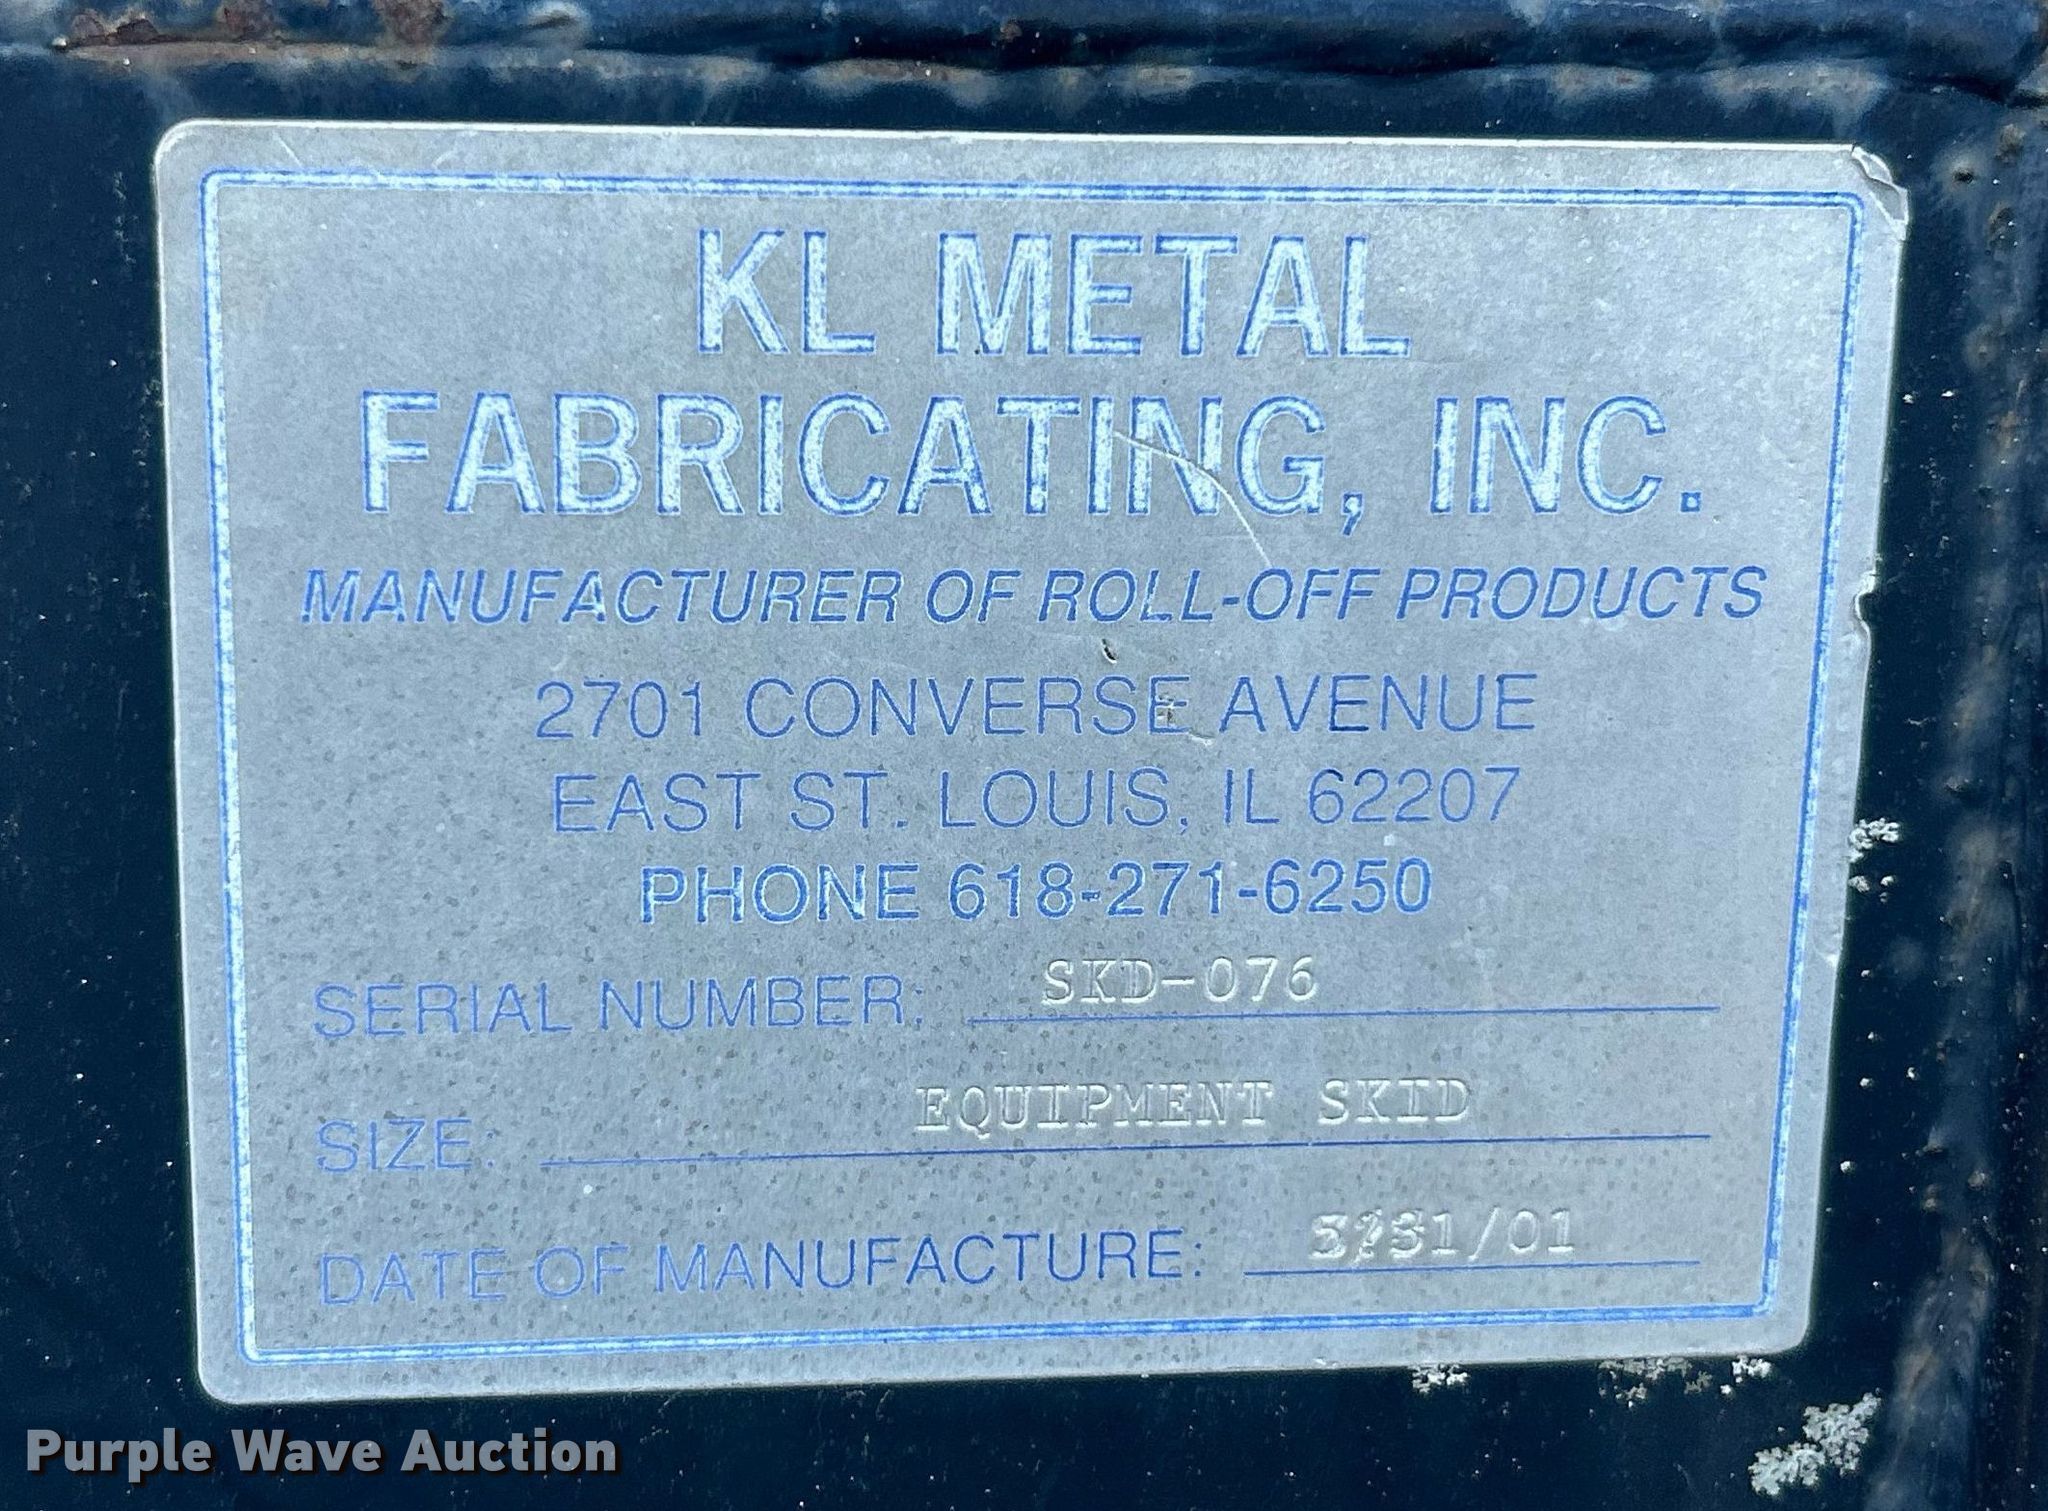 KL METAL
FABRICATING, INC.
MANUFACTURER OF ROLL-OFF PRODUCTS
2701 CONVERSE AVENUE
EAST ST. LOUIS, IL 62207
PHONE 618-271-6250
SERIAL NUMBER: SKD-076
SIZE: EQUIPMENT SKID
DATE OF MANUFACTURE:
Purple Wave Auction